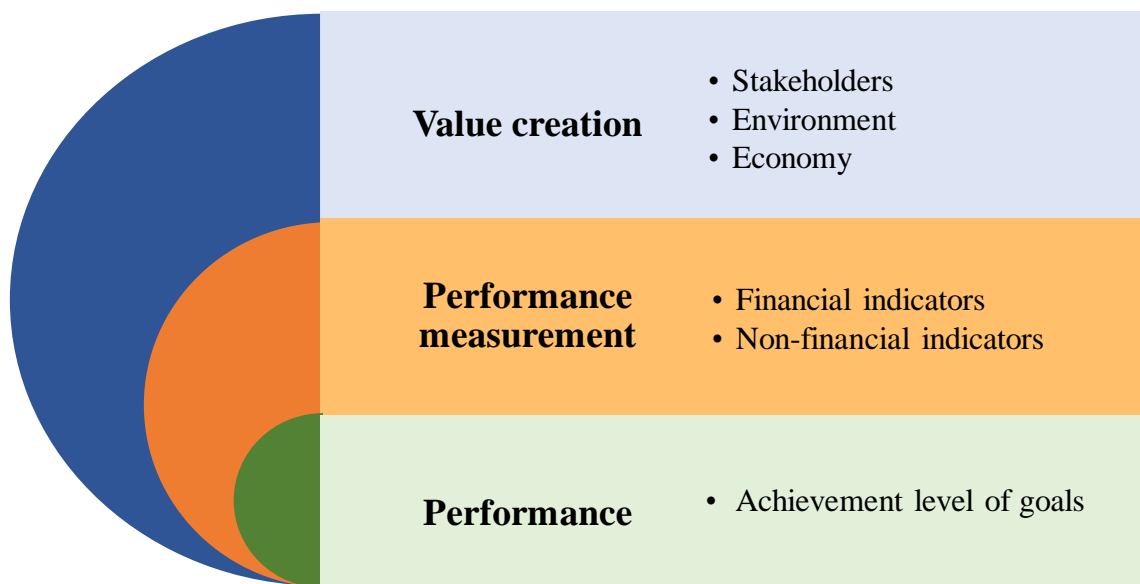 Value creation
• Stakeholders
• Environment
• Economy
Performance
measurement
• Financial indicators
• Non-financial indicators
Performance
• Achievement level of goals